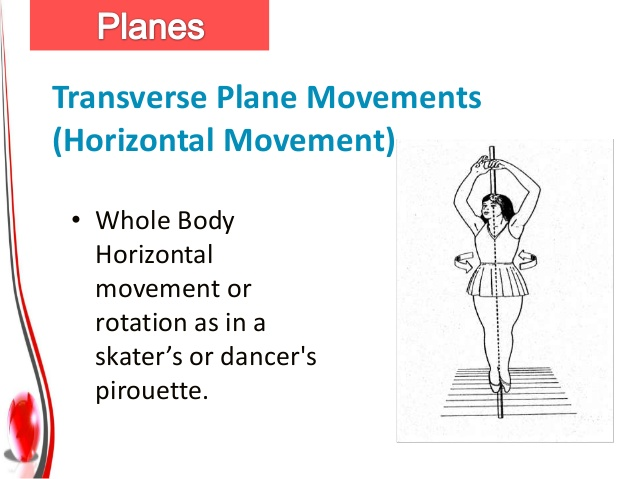 Planes
Transverse Plane Movements
(Horizontal Movement)
• Whole Body
Horizontal
movement or
rotation as in a
skater’s or dancer's
pirouette.